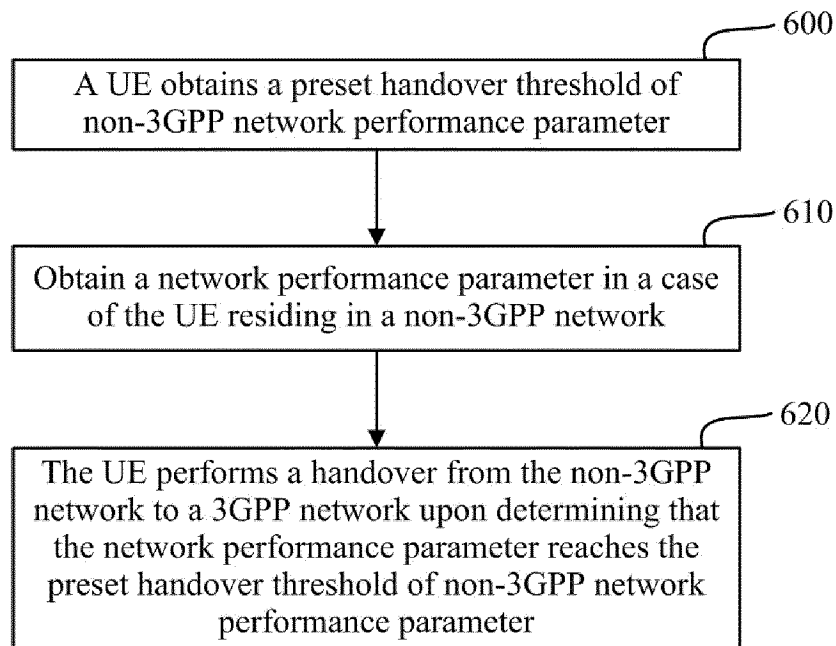 600
A UE obtains a preset handover threshold of
non-3GPP network performance parameter
610
Obtain a network performance parameter in a case
of the UE residing in a non-3GPP network
620
The UE performs a handover from the non-3GPP
network to a 3GPP network upon determining that
the network performance parameter reaches the
preset handover threshold of non-3GPP network
performance parameter